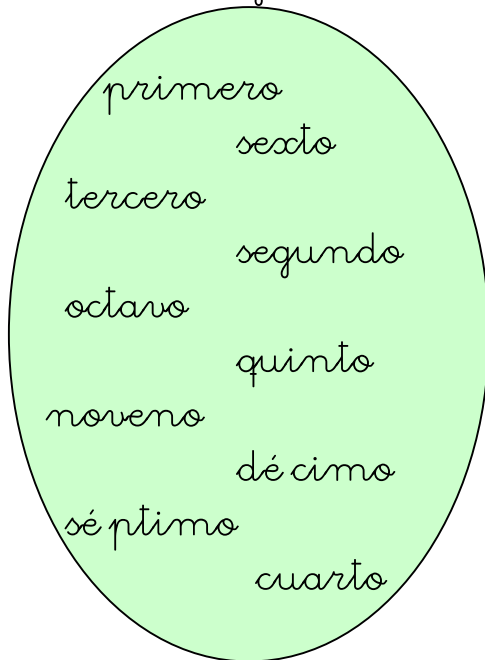 primero
sexto
tercero
segundo
octavo
quinto
noveno
décimo
séptimo
cuarto